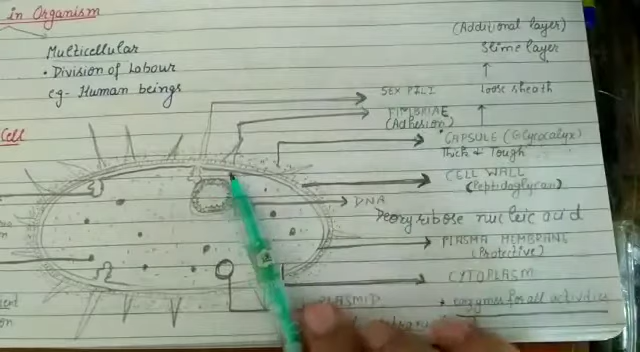 in Organism
Multicellular
• Division of Labour
eg- Human beings
(Additional layer)
Slime layer
Loose sheath
Cell
SEX PILI
FIMBRIAE
(Adhesion)
CAPSULE (Glycocalyx)
Thick & Tough
CELL WALL
(Peptidoglycan)
DNA
Deoxyribose nucleic acid
PLASMA MEMBRANE
(Protective)
CYTOPLASM
PLASMID
* enzymes for all activities